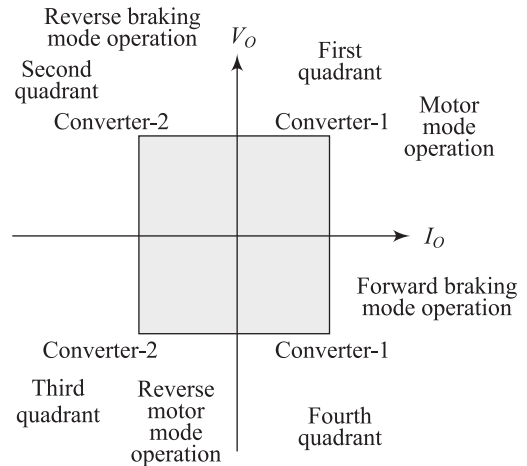 Reverse braking
mode operation
V_O
First
quadrant
Second
quadrant
Converter-2
Converter-1
Motor
mode
operation
I_O
Forward braking
mode operation
Converter-2
Converter-1
Third
quadrant
Reverse
motor
mode
operation
Fourth
quadrant